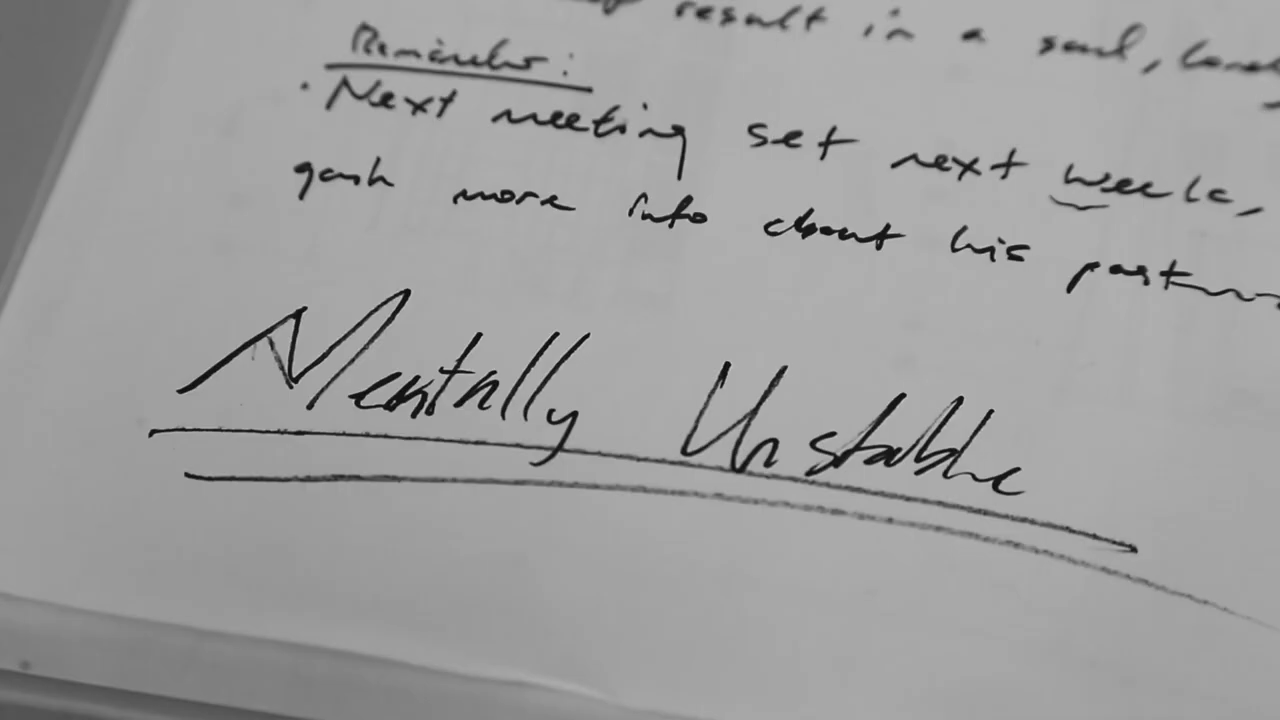 result in a
Reminder:
· Next meeting set next week,
more info about his
Mentally Unstable